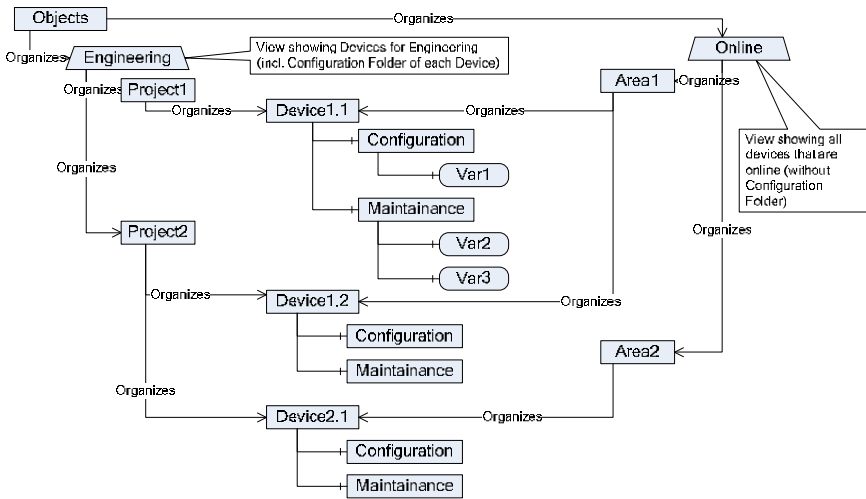 Objects
Organizes
Organizes
Engineering
View showing Devices for Engineering
(incl. Configuration Folder of each Device)
Online
Organizes
Project1
Organizes
Device1.1
Organizes
Area1
Organizes
Configuration
Var1
View showing all
devices that are
online (without
Configuration
Folder)
Organizes
Maintainance
Project2
Var2
Organizes
Var3
Organizes
Device1.2
Organizes
Configuration
Area2
Maintainance
Organizes
Device2.1
Organizes
Configuration
Maintainance